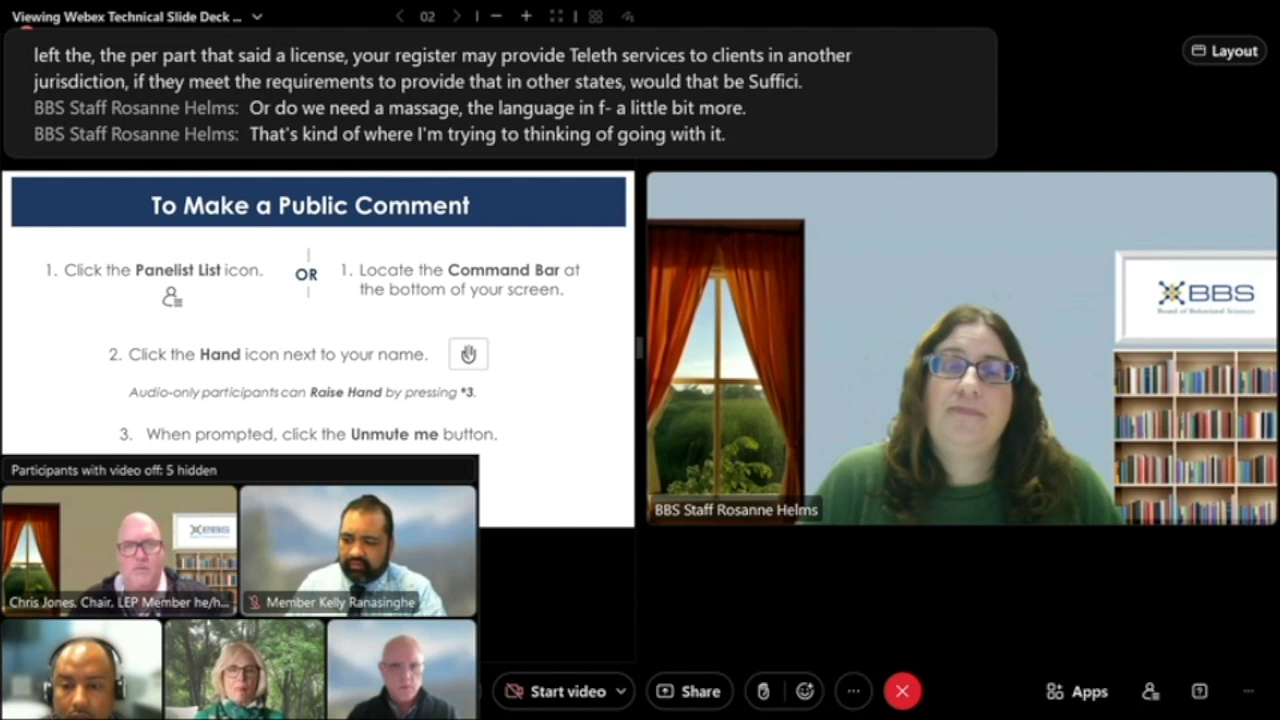 Viewing Webex Technical Slide Deck ...
02
left the, the per part that said a license, your register may provide Teleth services to clients in another
jurisdiction, if they meet the requirements to provide that in other states, would that be Suffici.
BBS Staff Rosanne Helms: Or do we need a massage, the language in f- a little bit more.
BBS Staff Rosanne Helms: That's kind of where I'm trying to thinking of going with it.
Layout
To Make a Public Comment
1. Click the Panelist List icon.
OR
1. Locate the Command Bar at
the bottom of your screen.
2. Click the Hand icon next to your name.
Audio-only participants can Raise Hand by pressing *3.
3. When prompted, click the Unmute me button.
BBS
Board of Behavioral Sciences
BBS Staff Rosanne Helms
Participants with video off: 5 hidden
BBS
Chris Jones, Chair, LEP Member he/h...
Member Kelly Ranasinghe
Start video
Share
Apps